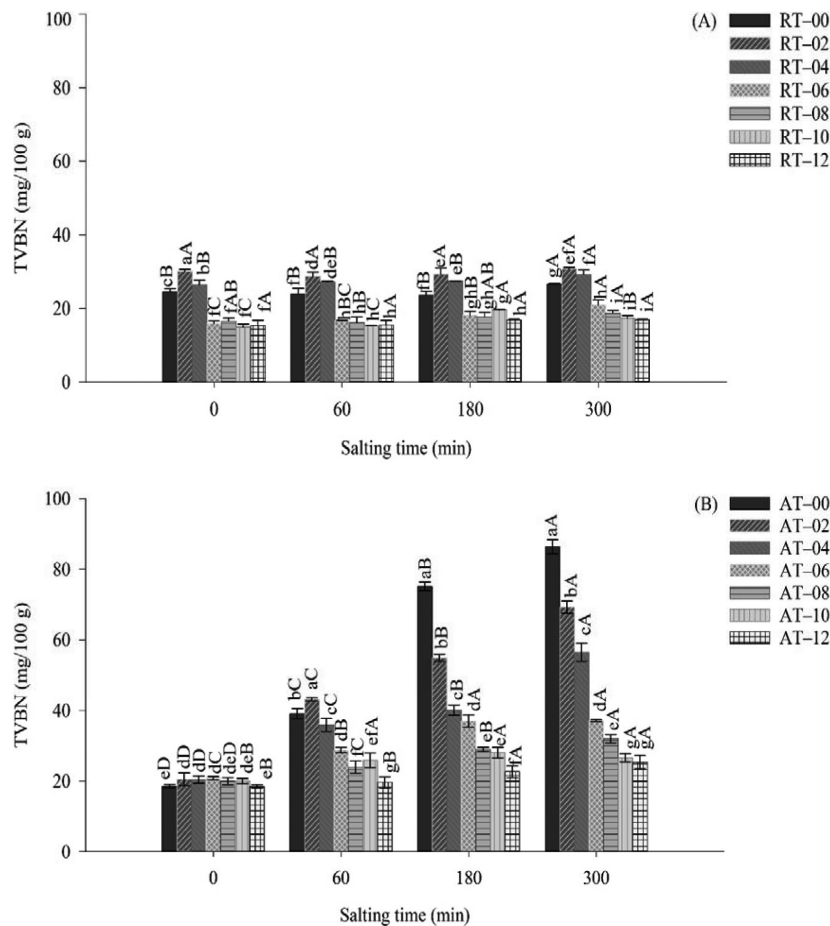 (A)
RT–00
RT–02
RT–04
RT–06
RT–08
RT–10
RT–12
TVBN (mg/100 g)
100
80
60
40
20
0
cB aA bB fC fAB fC fA
fB dA deB hBC hB hC hA
fB eA eB ghB ghAB gA hA
gA efA fA hA iA iB iA
0 60 180 300
Salting time (min)
(B)
AT–00
AT–02
AT–04
AT–06
AT–08
AT–10
AT–12
TVBN (mg/100 g)
100
80
60
40
20
0
eD dD dD dC deD deB eB
bC aC cC dB fC efA gB
aB bB cB dA eB eA fA
aA bA cA dA eA gA gA
0 60 180 300
Salting time (min)